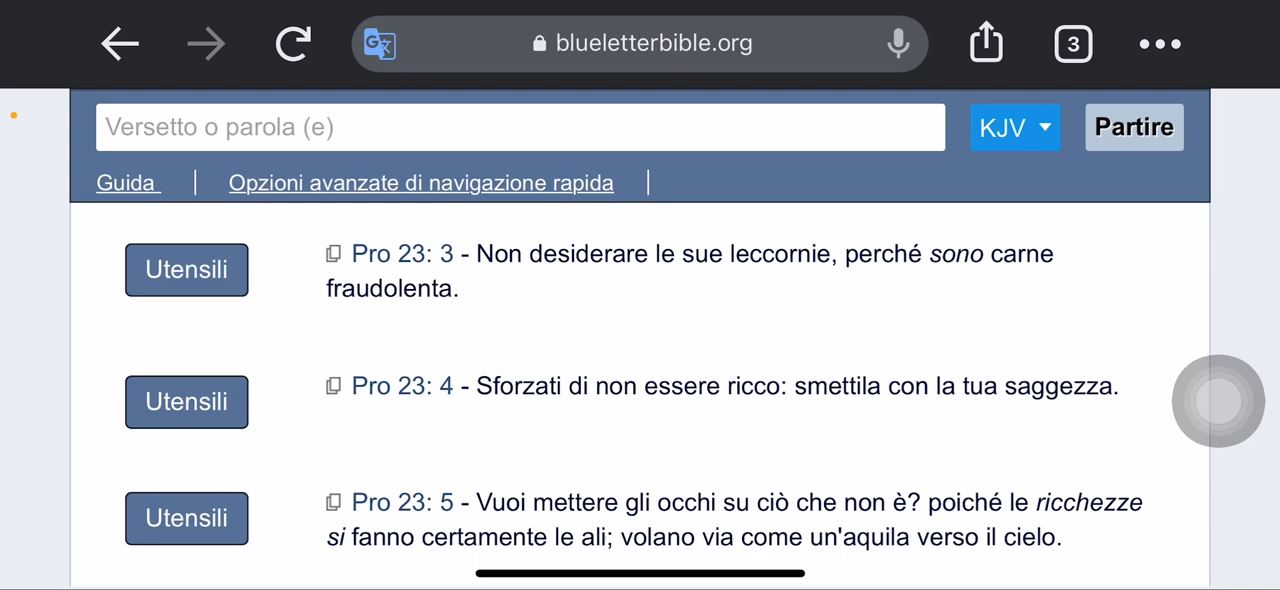 blueletterbible.org
3
Versetto o parola (e)
KJV
Partire
Guida | Opzioni avanzate di navigazione rapida |
Utensili
Pro 23: 3 - Non desiderare le sue leccornie, perché sono carne
fraudolenta.
Utensili
Pro 23: 4 - Sforzati di non essere ricco: smettila con la tua saggezza.
Utensili
Pro 23: 5 - Vuoi mettere gli occhi su ciò che non è? poiché le ricchezze
si fanno certamente le ali; volano via come un'aquila verso il cielo.